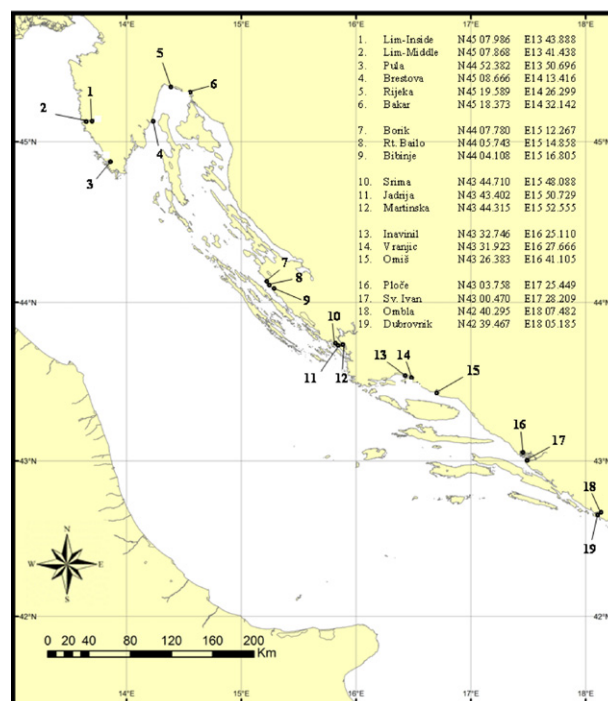 1. Lim-Inside N45 07.986 E13 43.888
2. Lim-Middle N45 07.868 E13 41.438
3. Pula N44 52.382 E13 50.696
4. Brestova N45 08.666 E14 13.416
5. Rijeka N45 19.589 E14 26.299
6. Bakar N45 18.373 E14 32.142
7. Borik N44 07.780 E15 12.267
8. Rt. Bailo N44 05.743 E15 14.858
9. Bibinje N44 04.108 E15 16.805
10. Srima N43 44.710 E15 48.088
11. Jadrija N43 43.402 E15 50.729
12. Martinska N43 44.315 E15 52.555
13. Inavinil N43 32.746 E16 25.110
14. Vranjic N43 31.923 E16 27.666
15. Omiš N43 26.383 E16 41.105
16. Ploče N43 03.758 E17 25.449
17. Sv. Ivan N43 00.470 E17 28.209
18. Ombla N42 40.295 E18 07.482
19. Dubrovnik N42 39.467 E18 05.185
5
6
1
2
4
3
45°N
45°N
7
8
9
44°N
44°N
10
11
12
13
14
15
16
17
43°N
43°N
18
19
N
W
E
S
42°N
42°N
0 20 40 80 120 160 200
Km
14°E
15°E
16°E
17°E
18°E